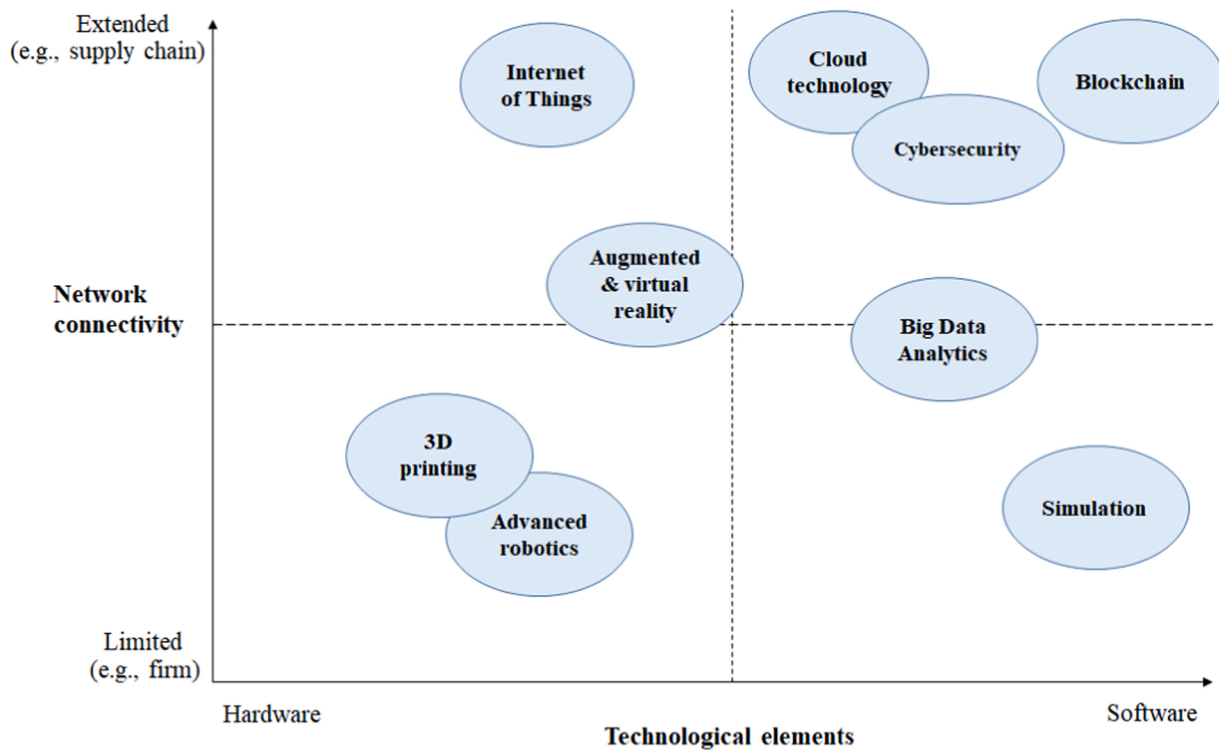 Extended
(e.g., supply chain)
Internet
of Things
Cloud
technology
Blockchain
Cybersecurity
Augmented
& virtual
reality
Network
connectivity
Big Data
Analytics
3D
printing
Advanced
robotics
Simulation
Limited
(e.g., firm)
Hardware
Software
Technological elements